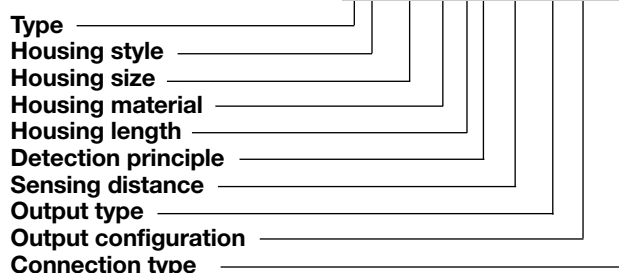 Type
Housing style
Housing size
Housing material
Housing length
Detection principle
Sensing distance
Output type
Output configuration
Connection type